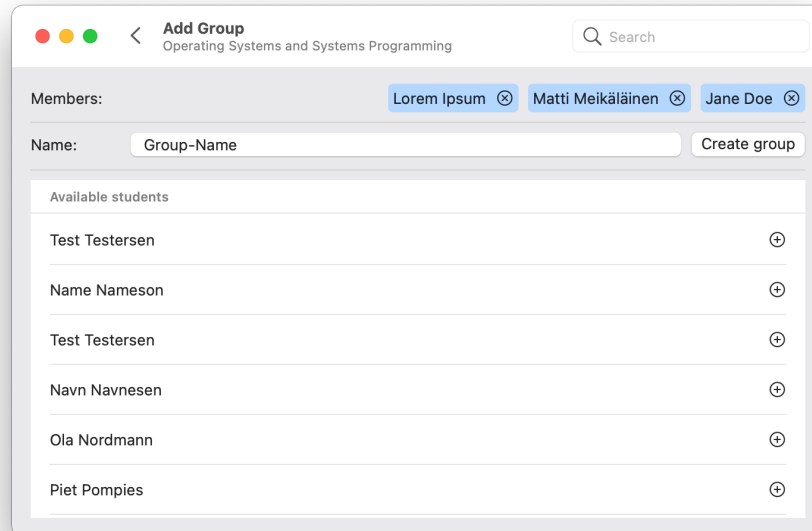 Add Group
Operating Systems and Systems Programming
Search
Members:
Lorem Ipsum
Matti Meikäläinen
Jane Doe
Name:
Group-Name
Create group
Available students
Test Testersen
Name Nameson
Test Testersen
Navn Navnesen
Ola Nordmann
Piet Pompies